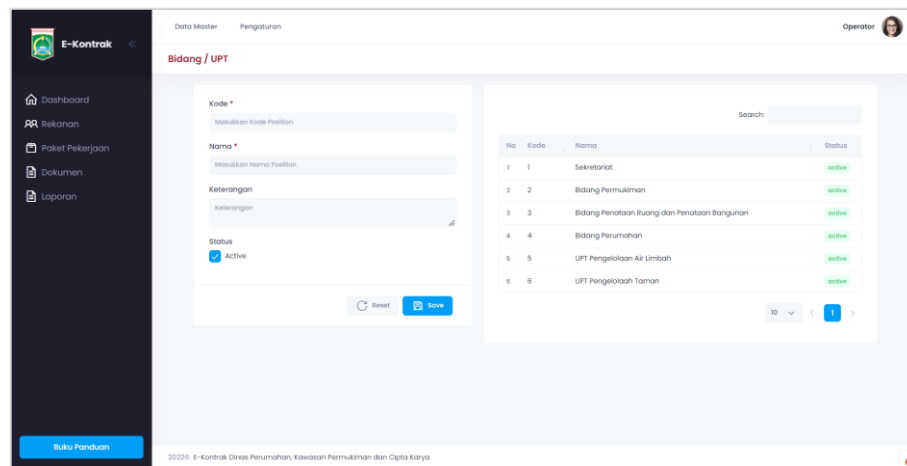 E-Kontrak
Data Master Pengaturan
Operator
Bidang / UPT
Dashboard
Rekanan
Paket Pekerjaan
Dokumen
Laporan
Buku Panduan
Kode *
Masukkan Kode Position
Nama *
Masukkan Nama Position
Keterangan
Keterangan
Status
Active
Reset Save
Search:
No Kode Nama Status
1 1 Sekretariat active
2 2 Bidang Permukiman active
3 3 Bidang Penataan Ruang dan Penataan Bangunan active
4 4 Bidang Perumahan active
5 5 UPT Pengelolaan Air Limbah active
6 6 UPT Pengelolaah Taman active
10 1
2022© E-Kontrak Dinas Perumahan, Kawasan Permukiman dan Cipta Karya